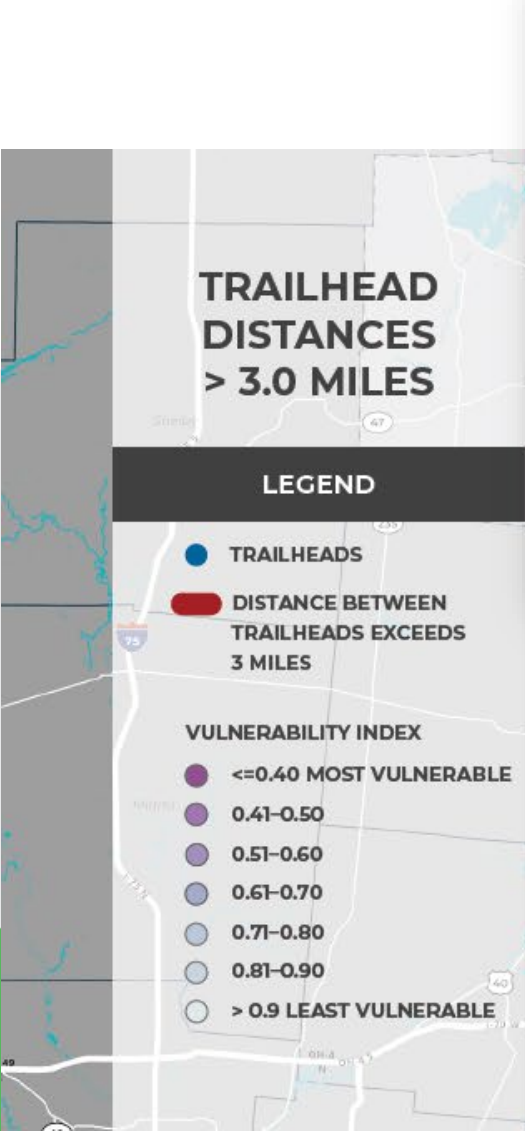 TRAILHEAD
DISTANCES
> 3.0 MILES
47
LEGEND
235
TRAILHEADS
DISTANCE BETWEEN
TRAILHEADS EXCEEDS
3 MILES
75
VULNERABILITY INDEX
<=0.40 MOST VULNERABLE
0.41–0.50
0.51–0.60
0.61–0.70
0.71–0.80
0.81–0.90
40
> 0.9 LEAST VULNERABLE
49